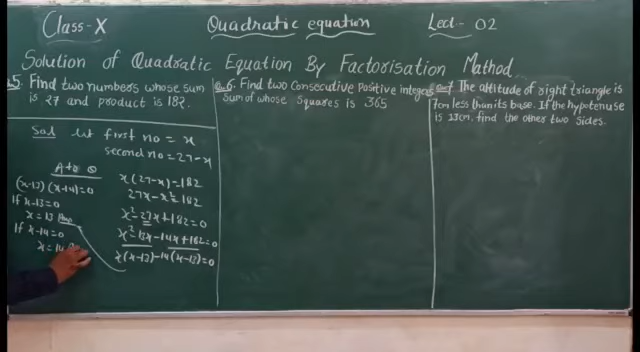 Class-X
Quadratic equation
Lect- 02
Solution of Quadratic Equation By Factorisation Mathod
Q.5. Find two numbers whose sum
is 27 and product is 182.
Sol let first no = x
second no = 27-x
x(27-x)=182
27x-x²=182
x²-27x+182=0
x²-13x-14x+182=0
x(x-13)-14(x-13)=0
A to Q
(x-13)(x-14)=0
If x-13=0
x=13 Ans
If x-14=0
x=14
Q.6. Find two Consecutive Positive integers
sum of whose squares is 365
The altitude of right triangle is
7cm less than its base. If the hypotenuse
is 13cm, find the other two sides.